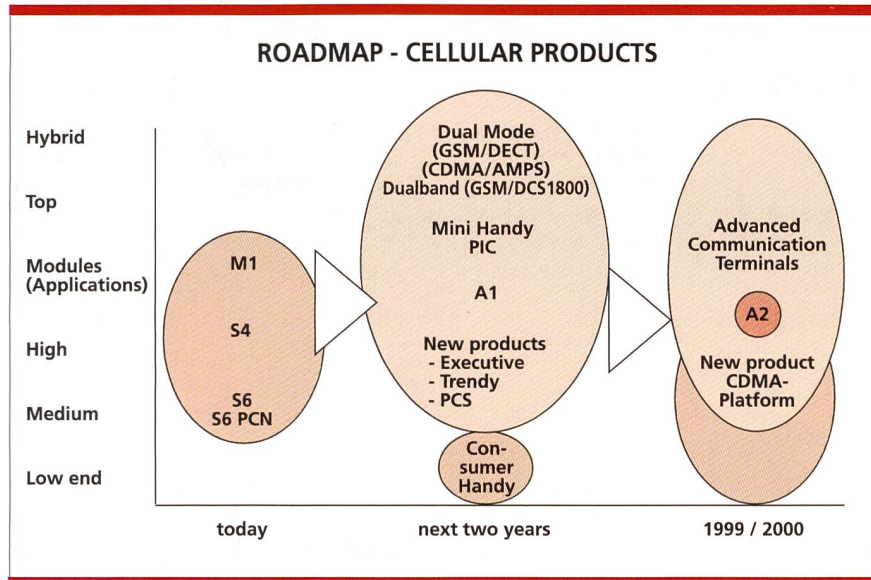 ROADMAP - CELLULAR PRODUCTS
Hybrid
Top
Modules
(Applications)
High
Medium
Low end
M1
S4
S6
S6 PCN
Dual Mode
(GSM/DECT)
(CDMA/AMPS)
Dualband (GSM/DCS1800)
Mini Handy
PIC
A1
New products
- Executive
- Trendy
- PCS
Con-
sumer
Handy
Advanced
Communication
Terminals
A2
New product
CDMA-
Platform
today
next two years
1999 / 2000